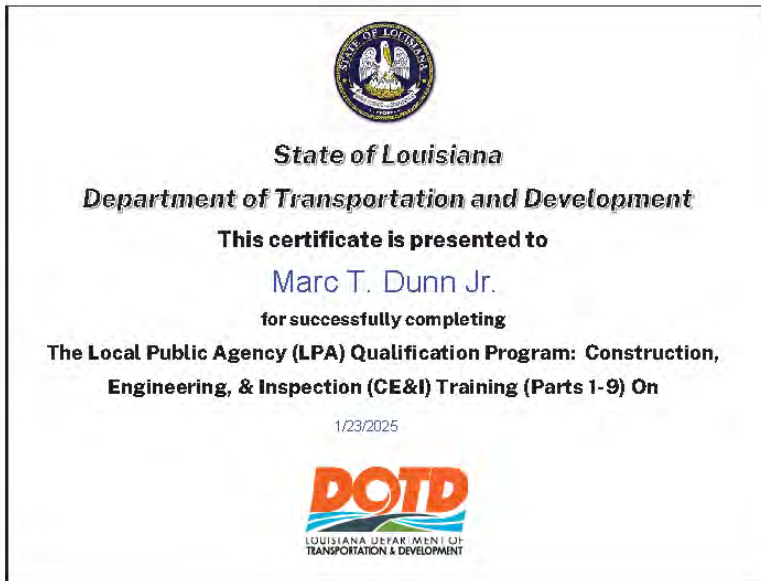 STATE OF LOUISIANA
State of Louisiana
Department of Transportation and Development
This certificate is presented to
Marc T. Dunn Jr.
for successfully completing
The Local Public Agency (LPA) Qualification Program: Construction,
Engineering, & Inspection (CE&I) Training (Parts 1-9) On
1/23/2025
DOTD
LOUISIANA DEPARTMENT OF
TRANSPORTATION & DEVELOPMENT